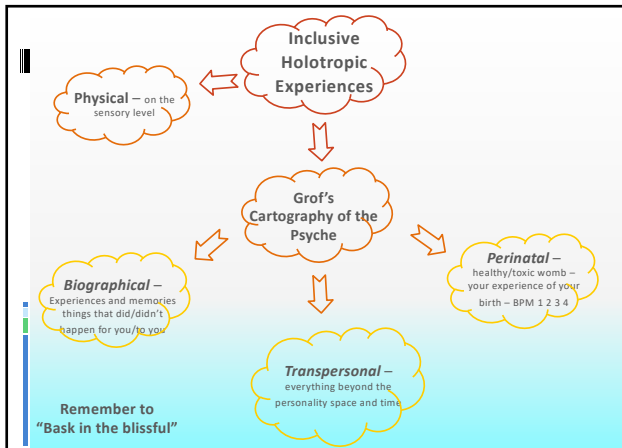 Inclusive
Holotropic
Experiences
Physical – on the
sensory level
Grof's
Cartography of the
Psyche
Biographical –
Experiences and memories
things that did/didn't
happen for you/to you
Perinatal –
healthy/toxic womb –
your experience of your
birth – BPM 1 2 3 4
Transpersonal –
everything beyond the
personality space and time
Remember to
"Bask in the blissful"